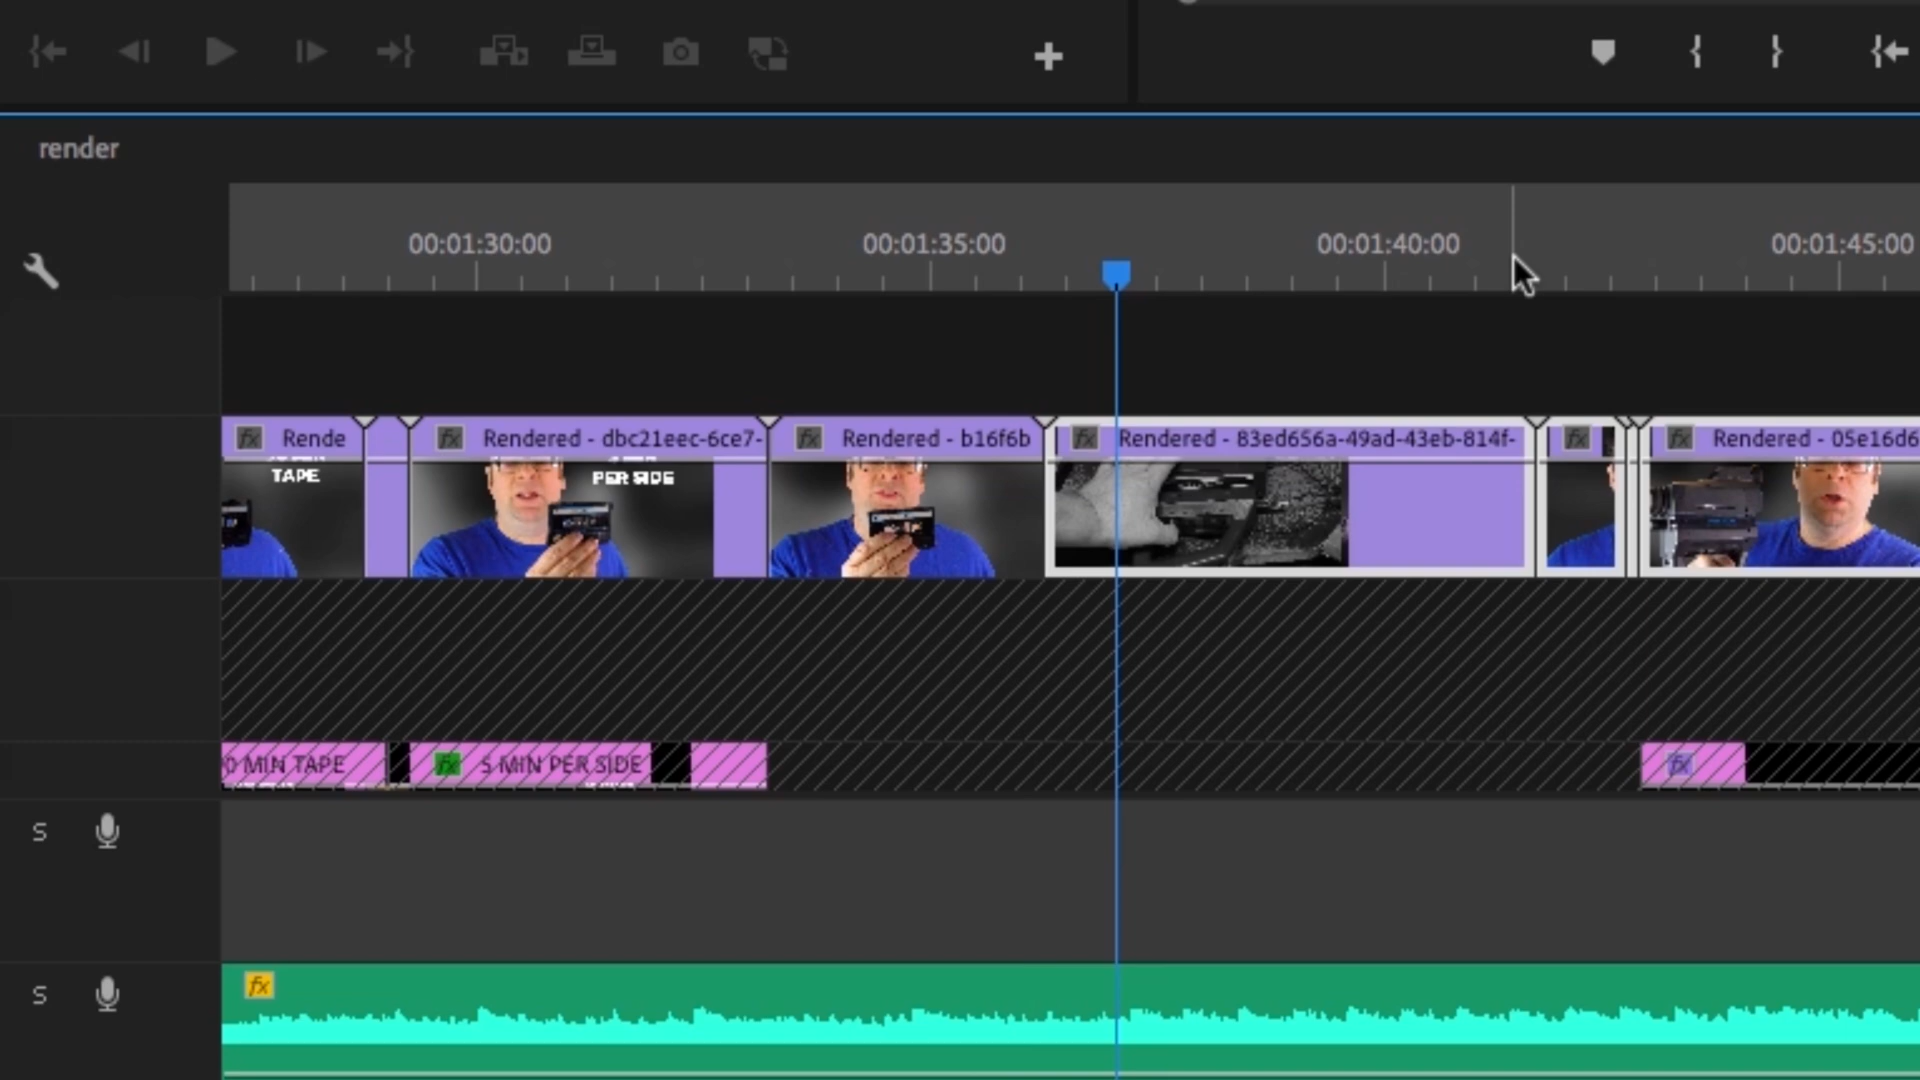 render
00:01:30:00
00:01:35:00
00:01:40:00
00:01:45:00
fx Rende
fx Rendered - dbc21eec-6ce7-
fx Rendered - b16f6b
fx Rendered - 83ed656a-49ad-43eb-814f-
fx
fx Rendered - 05e16d6
TAPE
PER SIDE
0 MIN TAPE
fx 5 MIN PER SIDE
fx
S
S
fx